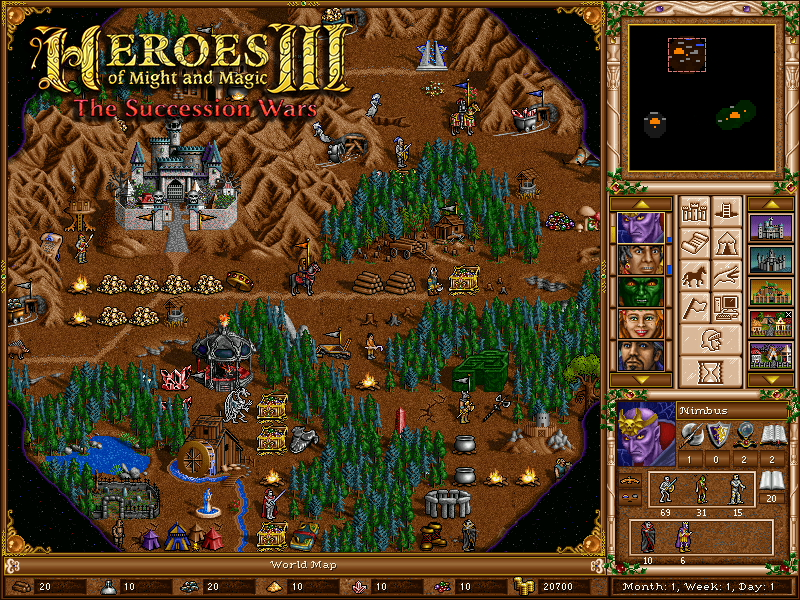 HEROES III
of Might and Magic
The Succession Wars
Nimbus
1 0 2 2
69 31 15
20
10 6
World Map
20 10 20 10 10 10 20700
Month: 1, Week: 1, Day: 1